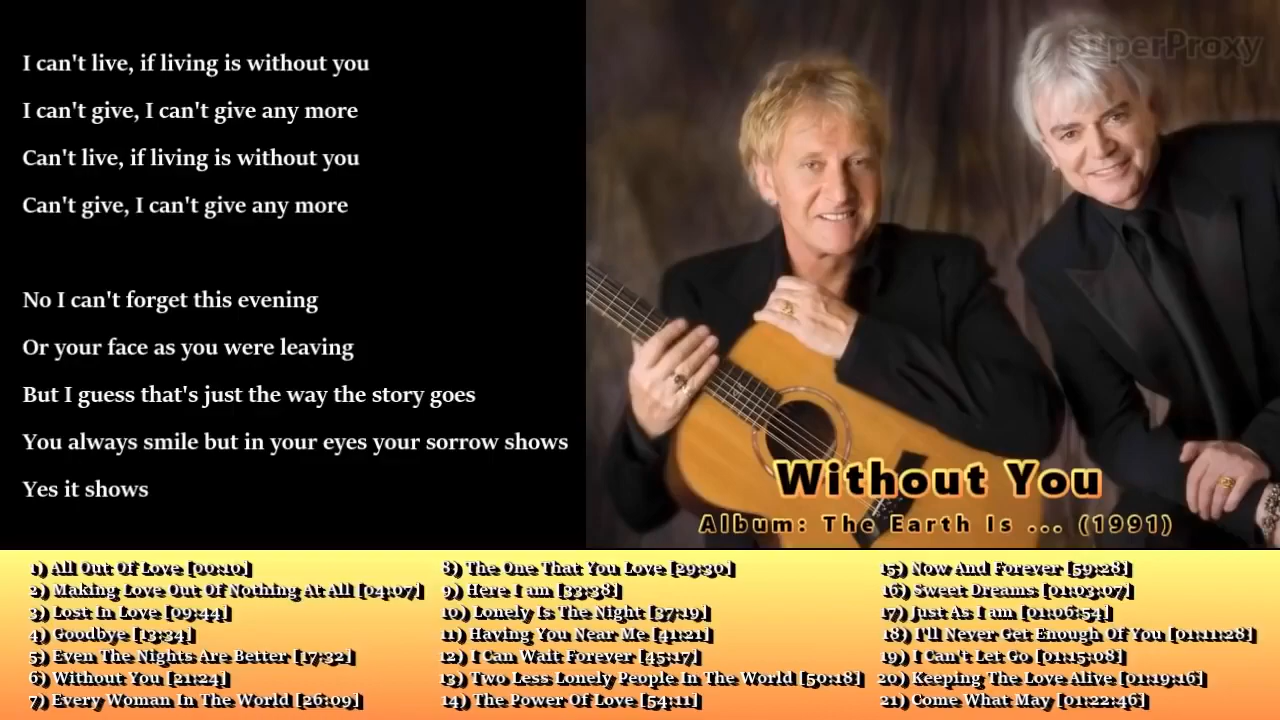 I can't live, if living is without you
I can't give, I can't give any more
Can't live, if living is without you
Can't give, I can't give any more
No I can't forget this evening
Or your face as you were leaving
But I guess that's just the way the story goes
You always smile but in your eyes your sorrow shows
Yes it shows
SuperProxy
Without You
Album: The Earth Is ... (1991)
1) All Out Of Love [00:10]
2) Making Love Out Of Nothing At All [04:07]
3) Lost In Love [09:44]
4) Goodbye [13:34]
5) Even The Nights Are Better [17:32]
6) Without You [21:24]
7) Every Woman In The World [26:09]
8) The One That You Love [29:30]
9) Here I am [33:38]
10) Lonely Is The Night [37:19]
11) Having You Near Me [41:21]
12) I Can Wait Forever [45:17]
13) Two Less Lonely People In The World [50:18]
14) The Power Of Love [54:11]
15) Now And Forever [59:28]
16) Sweet Dreams [01:03:07]
17) Just As I am [01:06:54]
18) I'll Never Get Enough Of You [01:11:28]
19) I Can't Let Go [01:15:08]
20) Keeping The Love Alive [01:19:16]
21) Come What May [01:22:46]